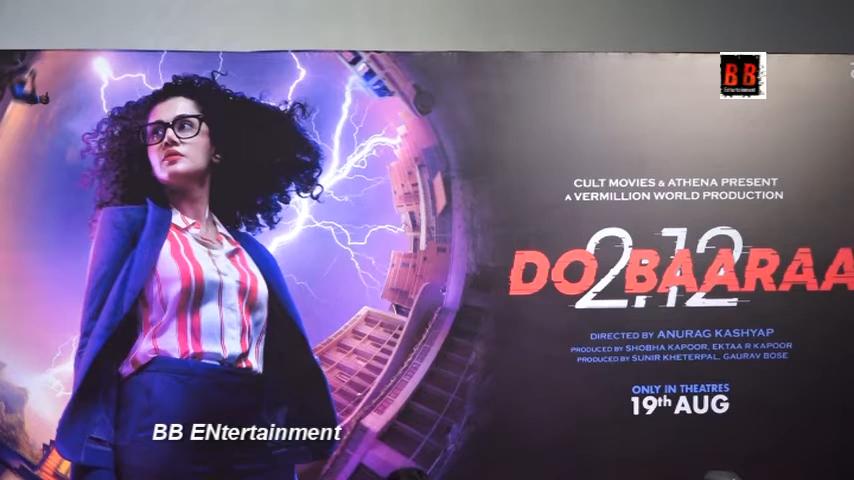 B B
Entertainment
CULT MOVIES & ATHENA PRESENT
A VERMILLION WORLD PRODUCTION
2:12
DOBAARAA
DIRECTED BY ANURAG KASHYAP
PRODUCED BY SHOBHA KAPOOR, EKTAA R KAPOOR
PRODUCED BY SUNIR KHETERPAL, GAURAV BOSE
ONLY IN THEATRES
19th AUG
BB ENtertainment